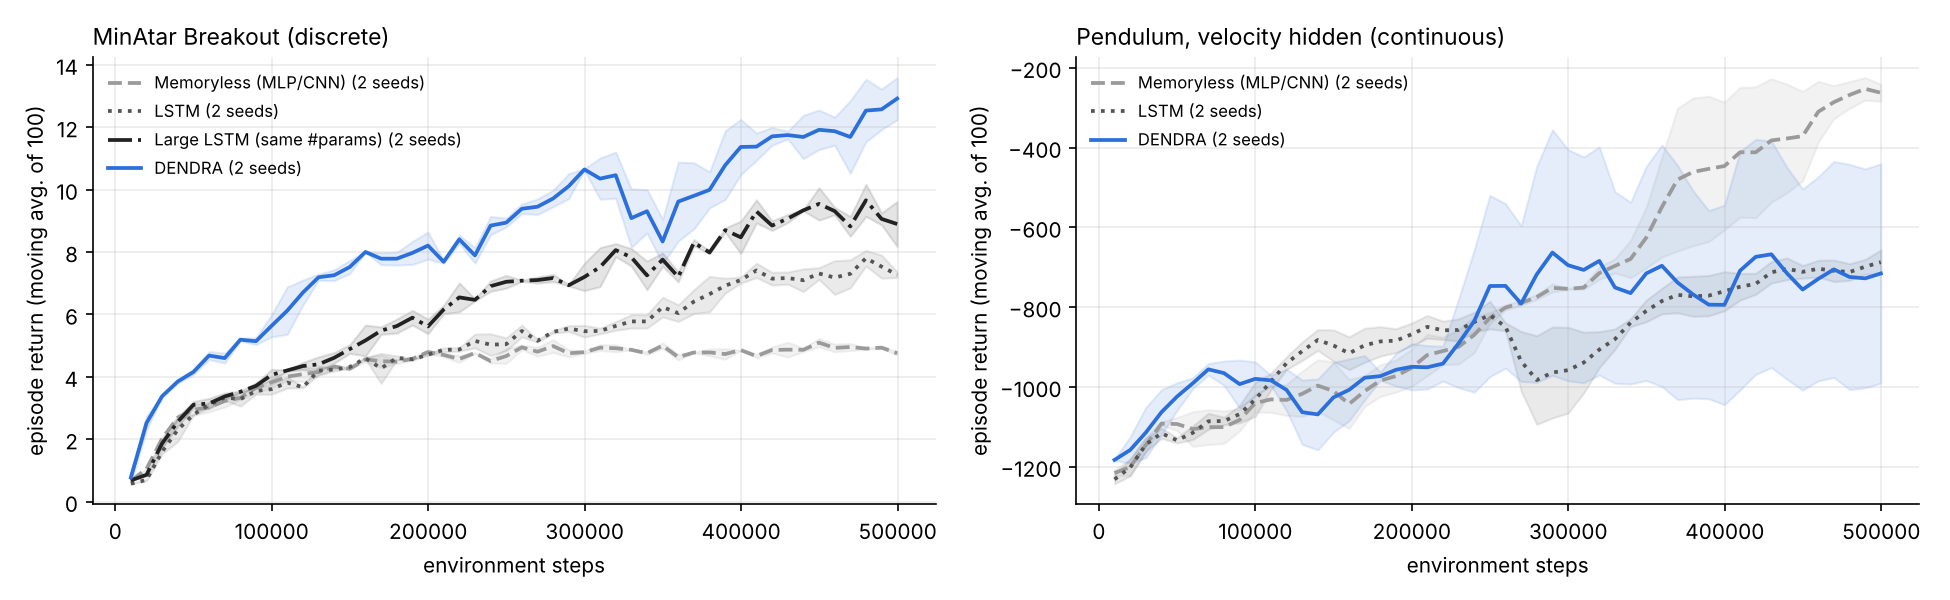 MinAtar Breakout (discrete)
episode return (moving avg. of 100)
14
12
10
8
6
4
2
0
Memoryless (MLP/CNN) (2 seeds)
LSTM (2 seeds)
Large LSTM (same #params) (2 seeds)
DENDRA (2 seeds)
0 100000 200000 300000 400000 500000
environment steps
Pendulum, velocity hidden (continuous)
episode return (moving avg. of 100)
−200
−400
−600
−800
−1000
−1200
Memoryless (MLP/CNN) (2 seeds)
LSTM (2 seeds)
DENDRA (2 seeds)
0 100000 200000 300000 400000 500000
environment steps